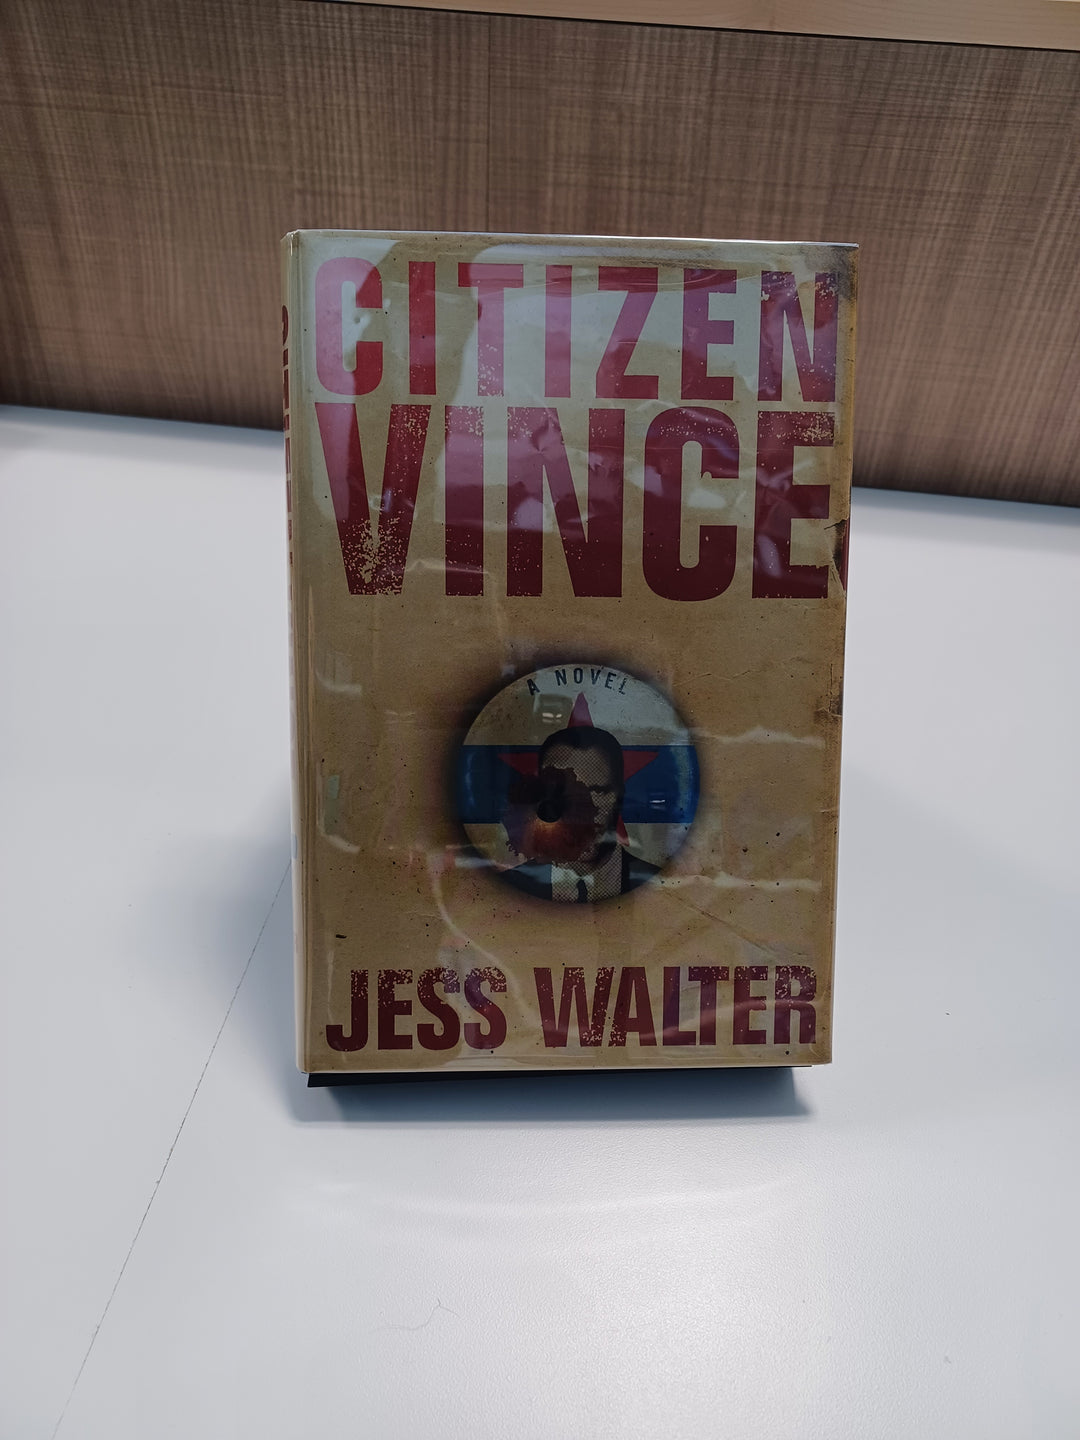 CITIZEN
VINCE
A NOVEL
JESS WALTER